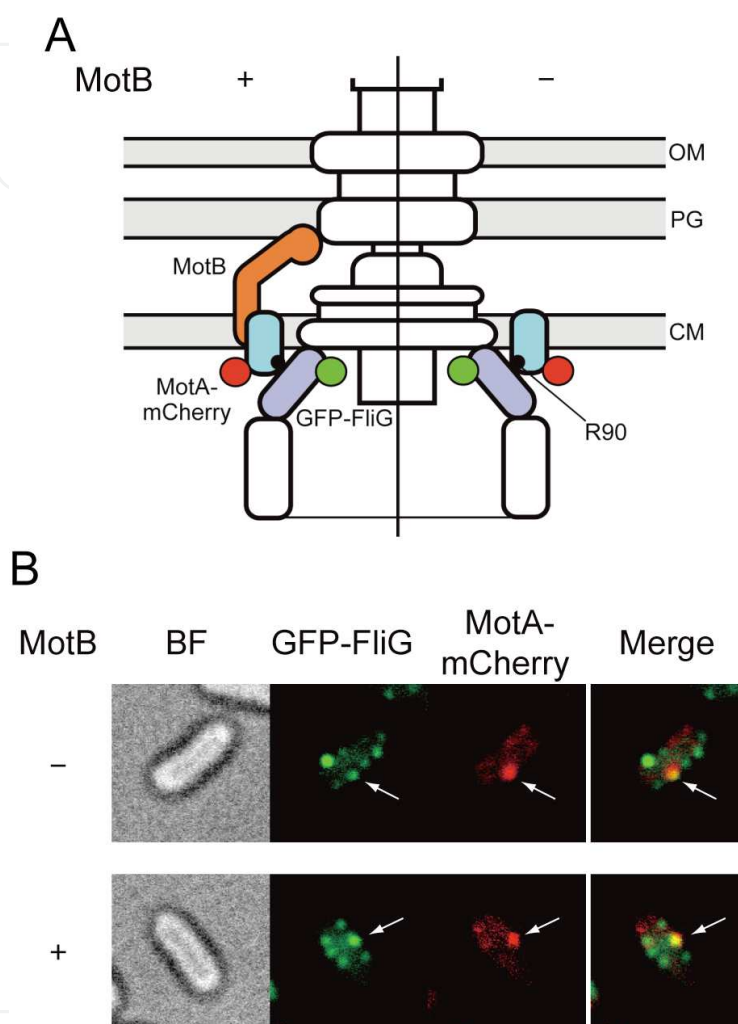 A
MotB + −
OM
PG
MotB
CM
MotA-
mCherry
GFP-FliG
R90
B
MotB BF GFP-FliG MotA-
mCherry Merge
−
+